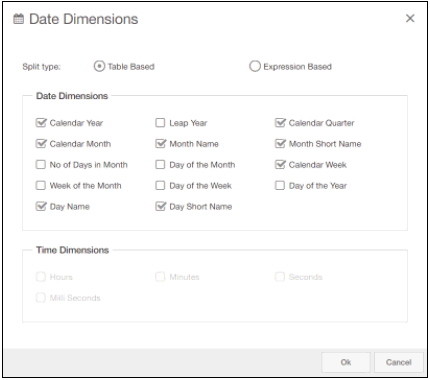 Date Dimensions
Split type: Table Based Expression Based
Date Dimensions
Calendar Year Leap Year Calendar Quarter
Calendar Month Month Name Month Short Name
No of Days in Month Day of the Month Calendar Week
Week of the Month Day of the Week Day of the Year
Day Name Day Short Name
Time Dimensions
Hours Minutes Seconds
Milli Seconds
Ok Cancel